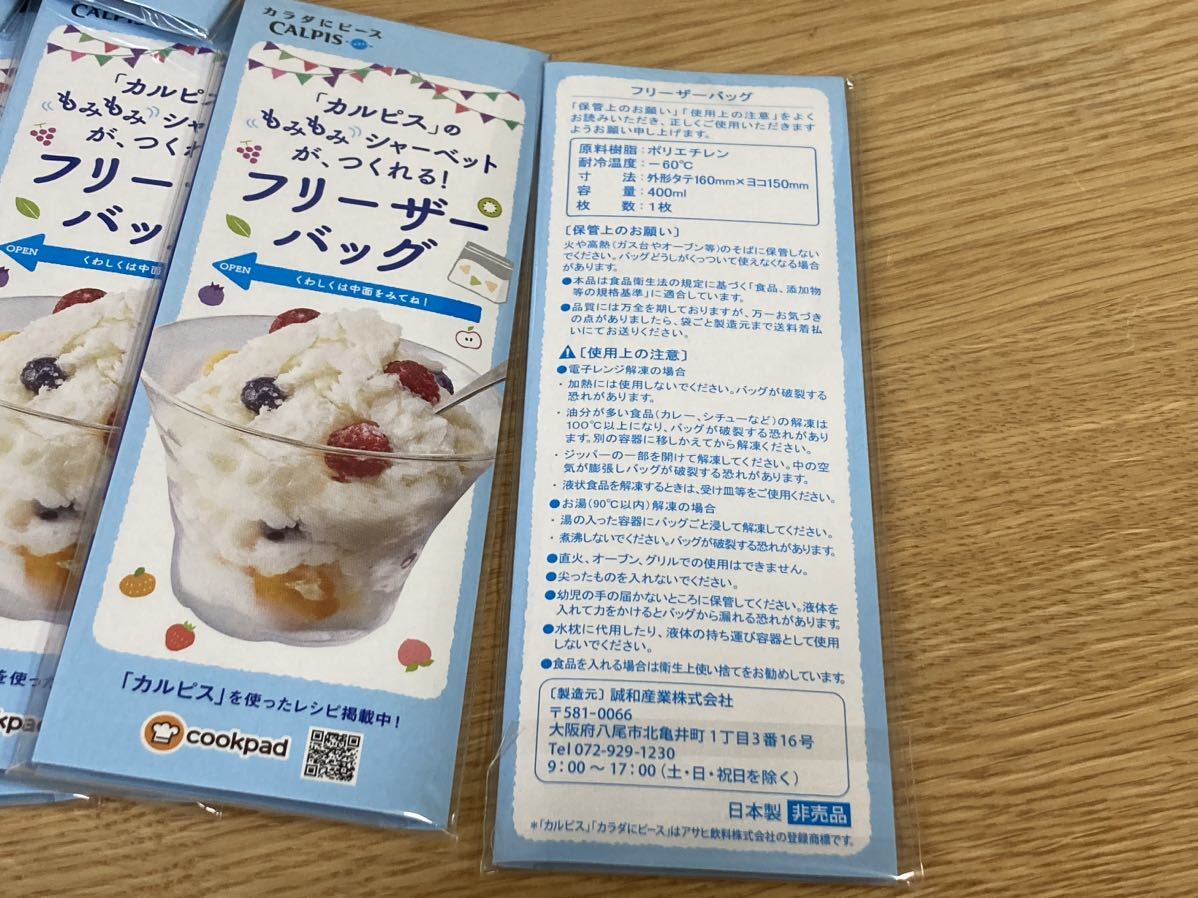 CALPIS
「カルピ
もみもみ シャー
が、つく
フリー
バッグ
OPEN
くわしくは中面
kpa
カラダにピース
CALPIS
「カルピス」の
もみもみ シャーベット
が、つくれる!
フリーザー
バッグ
OPEN
くわしくは中面をみてね!
「カルピス」を使ったレシピ掲載中!
cookpad
フリーザーバッグ
「保管上のお願い」「使用上の注意」をよく
お読みいただき、正しくご使用いただきます
ようお願い申し上げます。
原料樹脂:ポリエチレン
耐冷温度:-60℃
寸 法:外形タテ160mm×ヨコ150mm
容 量:400ml
枚 数:1枚
〔保管上のお願い〕
火や高熱(ガス台やオーブン等)のそばに保管しない
でください。バッグどうしがくっついて使えなくなる場合
があります。
●本品は食品衛生法の規定に基づく「食品、添加物
等の規格基準」に適合しています。
●品質には万全を期しておりますが、万一お気づき
の点がありましたら、袋ごと製造元まで送料着払
いにてお送りください。
⚠〔使用上の注意〕
●電子レンジ解凍の場合
・加熱には使用しないでください。バッグが破裂する
恐れがあります。
・油分が多い食品(カレー、シチューなど)の解凍は
100℃以上になり、バッグが破裂する恐れがあり
ます。別の容器に移しかえてから解凍ください。
・ジッパーの一部を開けて解凍してください。中の空
気が膨張しバッグが破裂する恐れがあります。
・液状食品を解凍するときは、受け皿等をご使用ください。
●お湯(90℃以内)解凍の場合
・湯の入った容器にバッグごと浸して解凍してください。
・煮沸しないでください。バッグが破裂する恐れがあります。
●直火、オーブン、グリルでの使用はできません。
●尖ったものを入れないでください。
●幼児の手の届かないところに保管してください。液体を
入れて力をかけるとバッグから漏れる恐れがあります。
●水枕に代用したり、液体の持ち運び容器として使用
しないでください。
●食品を入れる場合は衛生上使い捨てをお勧めしています。
〔製造元〕誠和産業株式会社
〒581-0066
大阪府八尾市北亀井町1丁目3番16号
Tel 072-929-1230
9:00~17:00(土・日・祝日を除く)
日本製 非売品
*「カルピス」「カラダにピース」はアサヒ飲料株式会社の登録商標です。